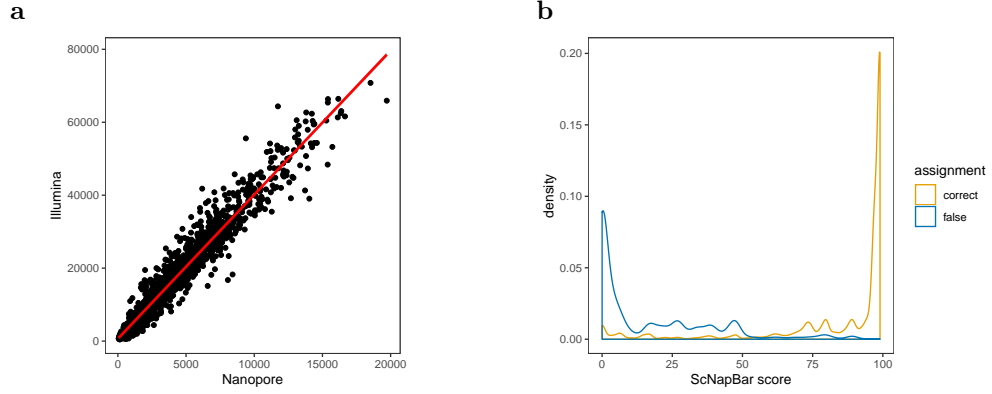 a
80000
60000
40000
20000
0
Illumina
0 5000 10000 15000 20000
Nanopore
b
0.20
0.15
0.10
0.05
0.00
density
0 25 50 75 100
ScNapBar score
assignment
correct
false